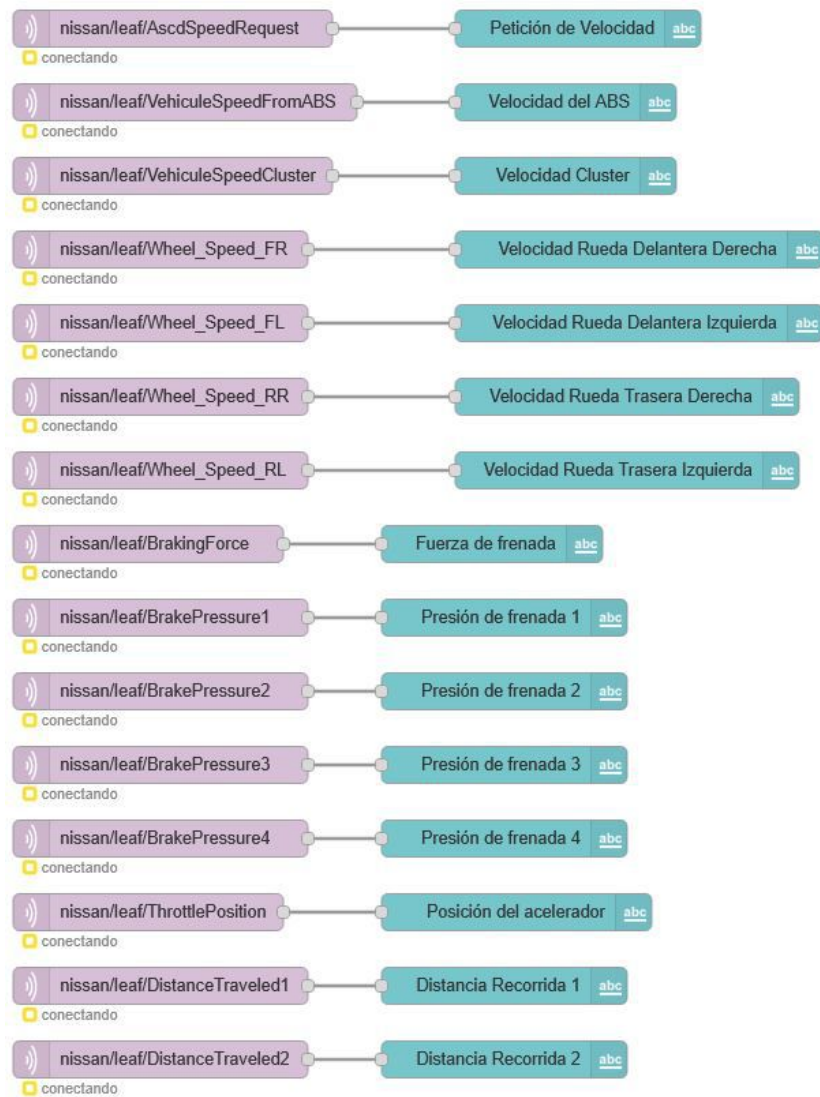 nissan/leaf/AscdSpeedRequest Petición de Velocidad abc
conectando
nissan/leaf/VehiculeSpeedFromABS Velocidad del ABS abc
conectando
nissan/leaf/VehiculeSpeedCluster Velocidad Cluster abc
conectando
nissan/leaf/Wheel_Speed_FR Velocidad Rueda Delantera Derecha abc
conectando
nissan/leaf/Wheel_Speed_FL Velocidad Rueda Delantera Izquierda abc
conectando
nissan/leaf/Wheel_Speed_RR Velocidad Rueda Trasera Derecha abc
conectando
nissan/leaf/Wheel_Speed_RL Velocidad Rueda Trasera Izquierda abc
conectando
nissan/leaf/BrakingForce Fuerza de frenada abc
conectando
nissan/leaf/BrakePressure1 Presión de frenada 1 abc
conectando
nissan/leaf/BrakePressure2 Presión de frenada 2 abc
conectando
nissan/leaf/BrakePressure3 Presión de frenada 3 abc
conectando
nissan/leaf/BrakePressure4 Presión de frenada 4 abc
conectando
nissan/leaf/ThrottlePosition Posición del acelerador abc
conectando
nissan/leaf/DistanceTraveled1 Distancia Recorrida 1 abc
conectando
nissan/leaf/DistanceTraveled2 Distancia Recorrida 2 abc
conectando